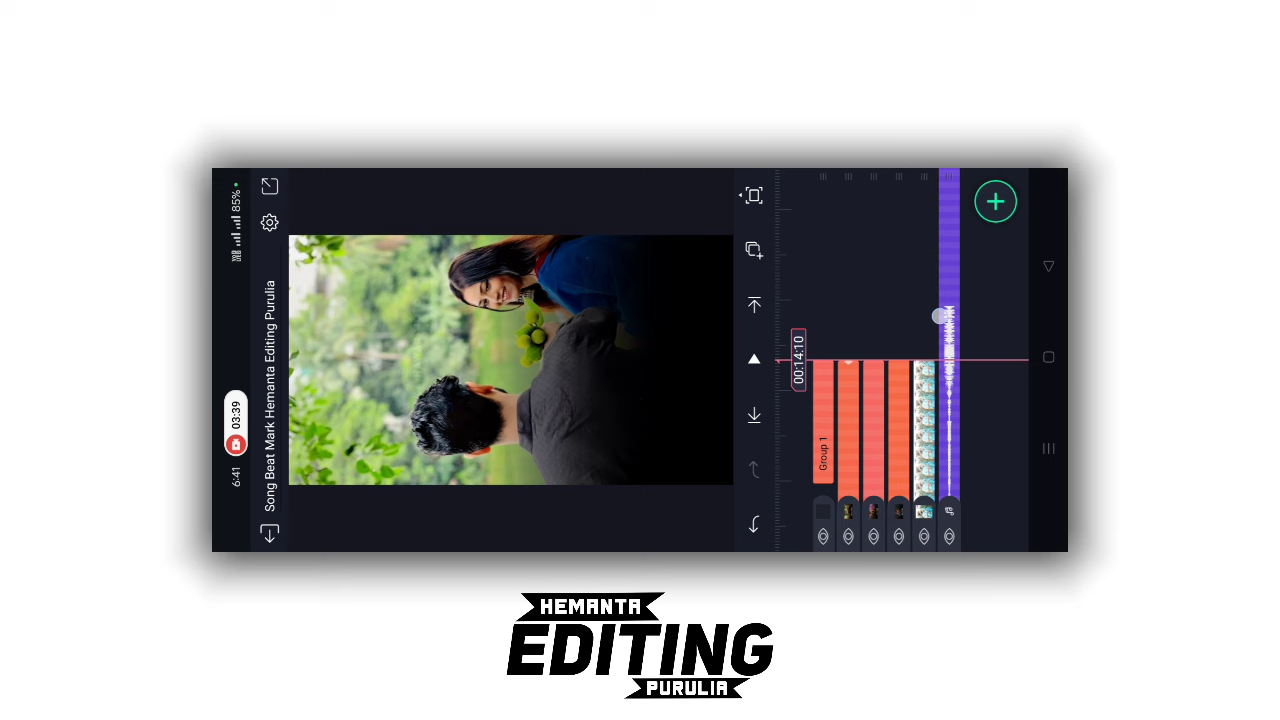 6:41
03:39
85%
Song Beat Mark Hemanta Editing Purulia
00:14:10
Group 1
HEMANTA
EDITING
PURULIA